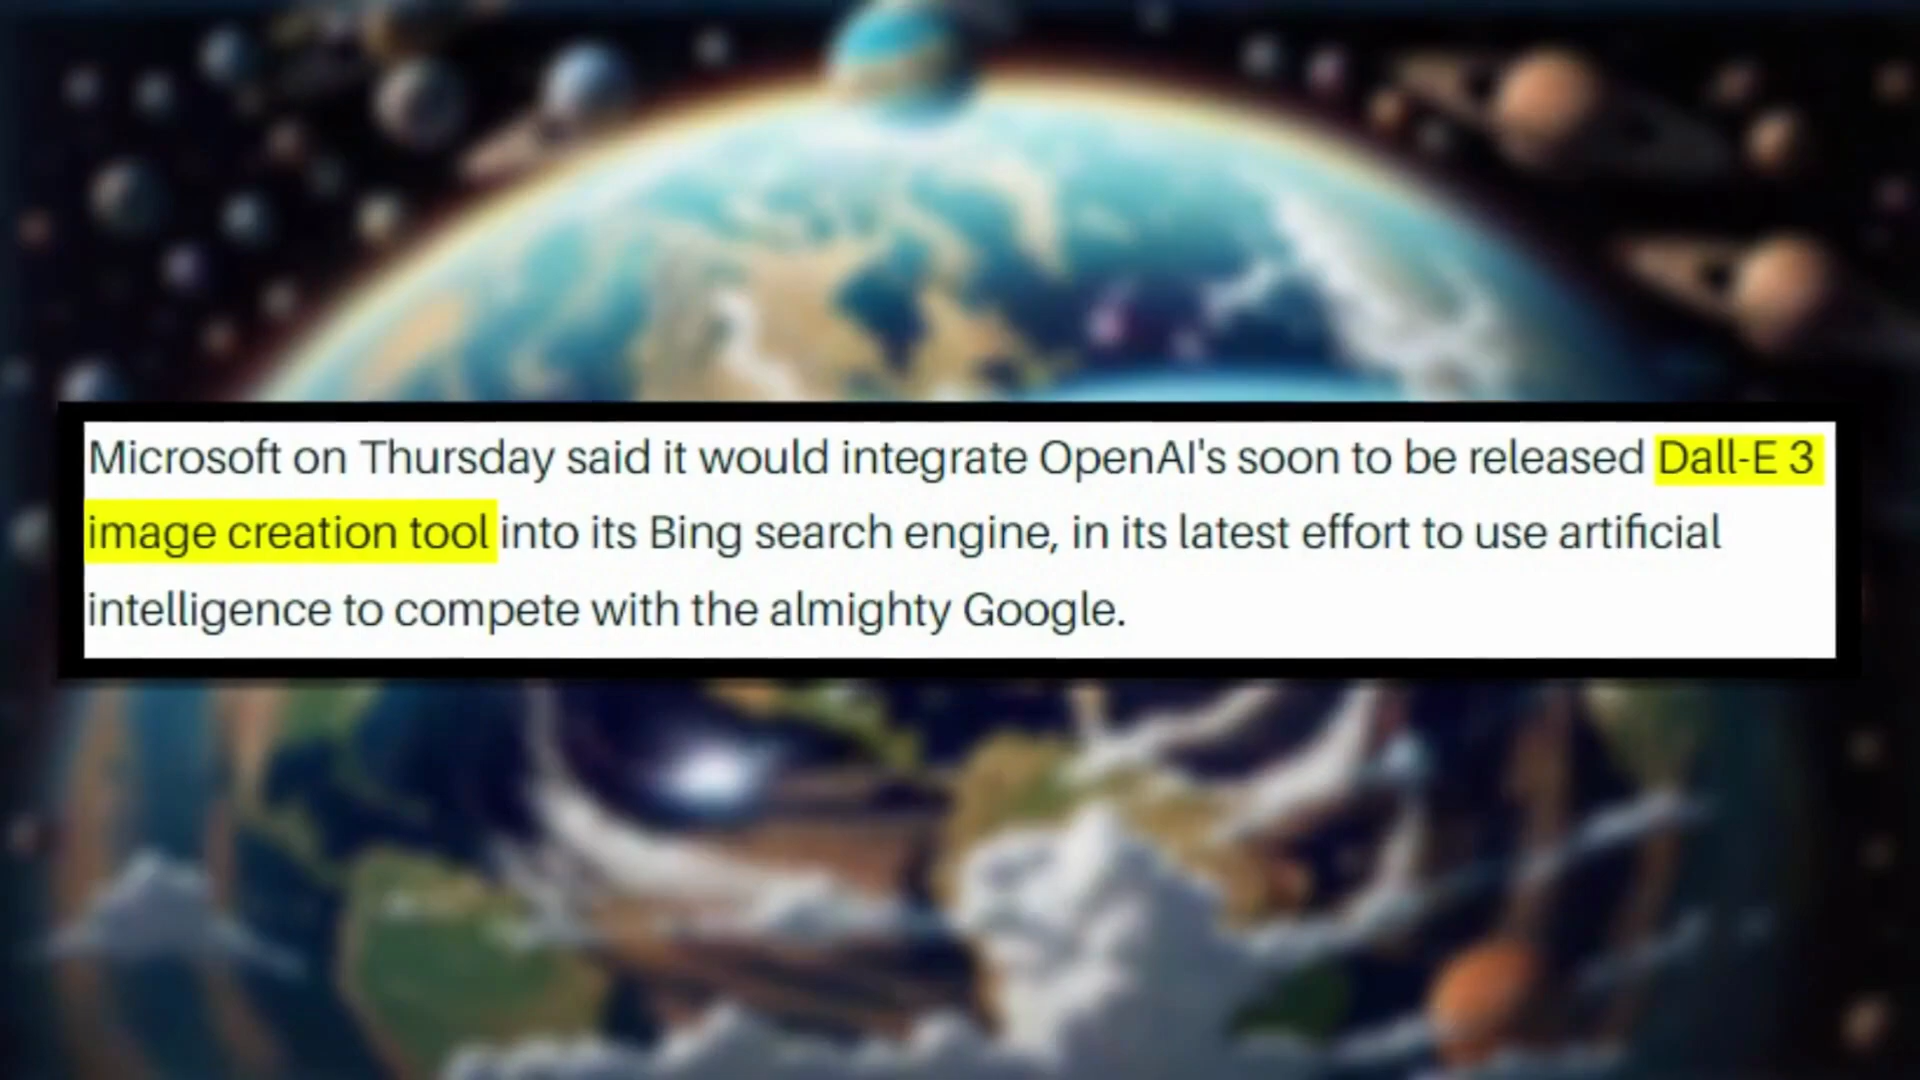 Microsoft on Thursday said it would integrate OpenAI's soon to be released Dall-E 3
image creation tool into its Bing search engine, in its latest effort to use artificial
intelligence to compete with the almighty Google.